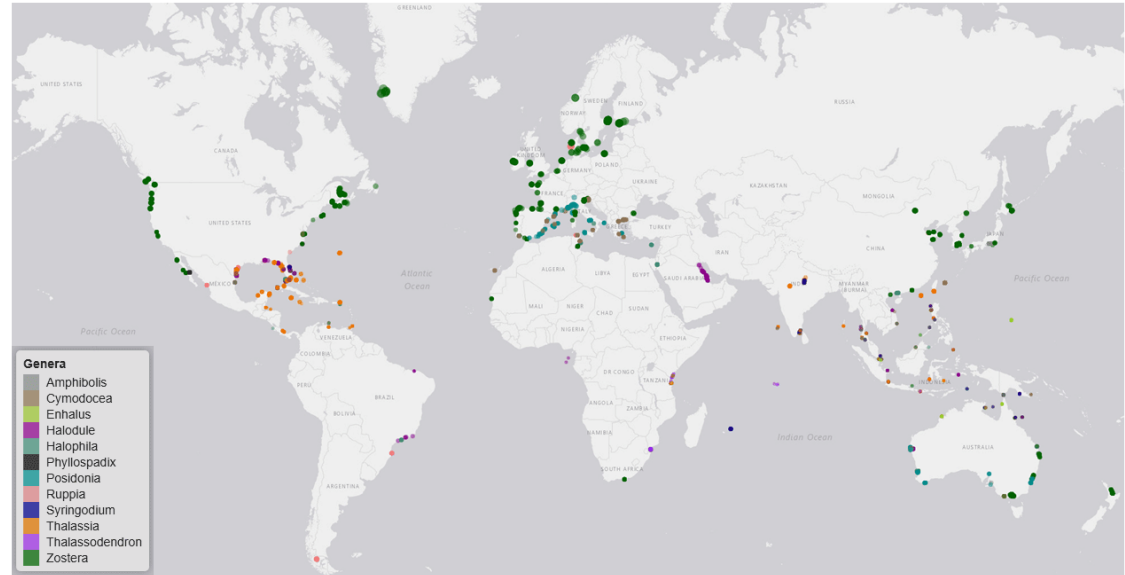 GREENLAND
UNITED STATES
RUSSIA
SWEDEN
FINLAND
NORWAY
CANADA
UNITED
KINGDOM
POLAND
GERMANY
UKRAINE
KAZAKHSTAN
FRANCE
MONGOLIA
UNITED STATES
TURKEY
JAPAN
CHINA
IRAN
Atlantic
Ocean
ALGERIA
LIBYA
EGYPT
SAUDI ARAB
Pacific Ocean
MÉXICO
MYANMAR
(BURMA)
MALI
NIGER
CHAD
SUDAN
Pacific Ocean
NIGERIA
ETHIOPIA
VENEZUELA
COLOMBIA
DR CONGO
TANZANIA
INDONESIA
PERÚ
BRAZIL
ANGOLA
ZAMBIA
BOLIVIA
NAMIBIA
Indian Ocean
AUSTRALIA
SOUTH AFRICA
ARGENTINA
Genera
Amphibolis
Cymodocea
Enhalus
Halodule
Halophila
Phyllospadix
Posidonia
Ruppia
Syringodium
Thalassia
Thalassodendron
Zostera